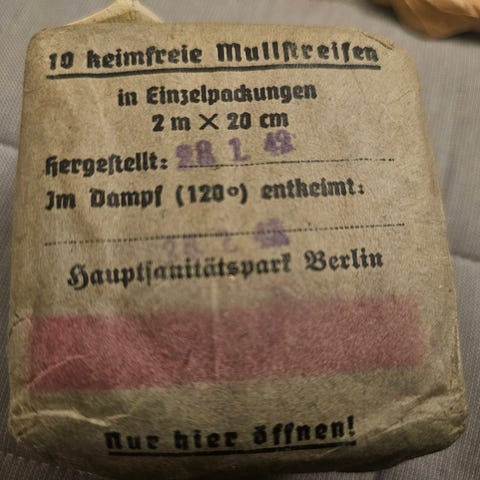 10 keimfreie Mullstreifen
in Einzelpackungen
2 m × 20 cm
Hergestellt: 28. 1. 42
Im Dampf (120°) entkeimt:
Hauptsanitätspark Berlin
Nur hier öffnen!